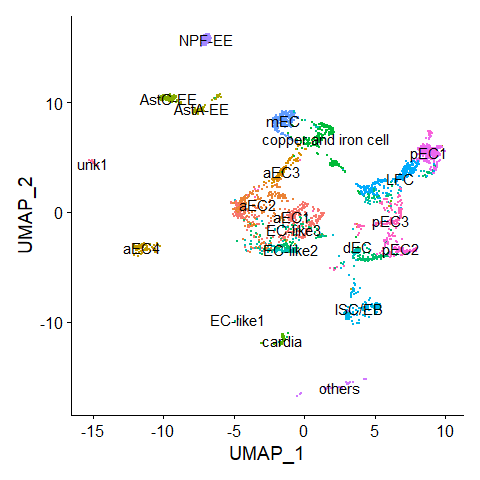 NPF-EE
10
AstC-EE
AstA-EE
mEC
copper and iron cell
pEC1
unk1
aEC3
LFC
UMAP_2
0
aEC2
aEC1
pEC3
EC-like3
aEC4
EC-like2
dEC
pEC2
ISC/EB
-10
EC-like1
cardia
others
-15
-10
-5
0
5
10
UMAP_1